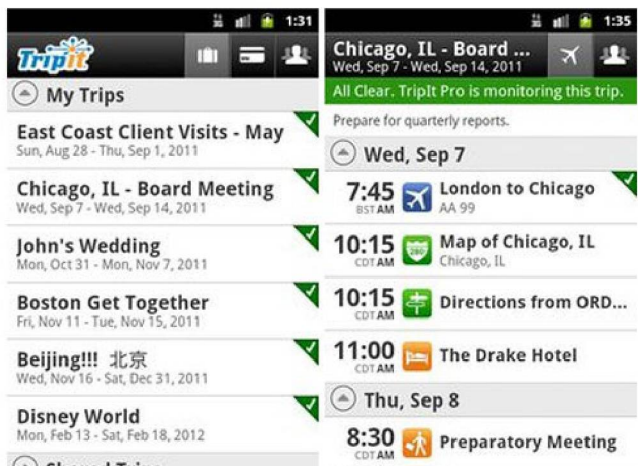 1:31
Tripit
My Trips
East Coast Client Visits - May
Sun, Aug 28 - Thu, Sep 1, 2011
Chicago, IL - Board Meeting
Wed, Sep 7 - Wed, Sep 14, 2011
John's Wedding
Mon, Oct 31 - Mon, Nov 7, 2011
Boston Get Together
Fri, Nov 11 - Tue, Nov 15, 2011
Beijing!!! 北京
Wed, Nov 16 - Sat, Dec 31, 2011
Disney World
Mon, Feb 13 - Sat, Feb 18, 2012
Shared Trips
1:35
Chicago, IL - Board ...
Wed, Sep 7 - Wed, Sep 14, 2011
All Clear. TripIt Pro is monitoring this trip.
Prepare for quarterly reports.
Wed, Sep 7
7:45 London to Chicago
BST AM AA 99
10:15 Map of Chicago, IL
CDT AM 280 Chicago, IL
10:15 Directions from ORD...
CDT AM
11:00 The Drake Hotel
CDT AM
Thu, Sep 8
8:30 Preparatory Meeting
CDT AM